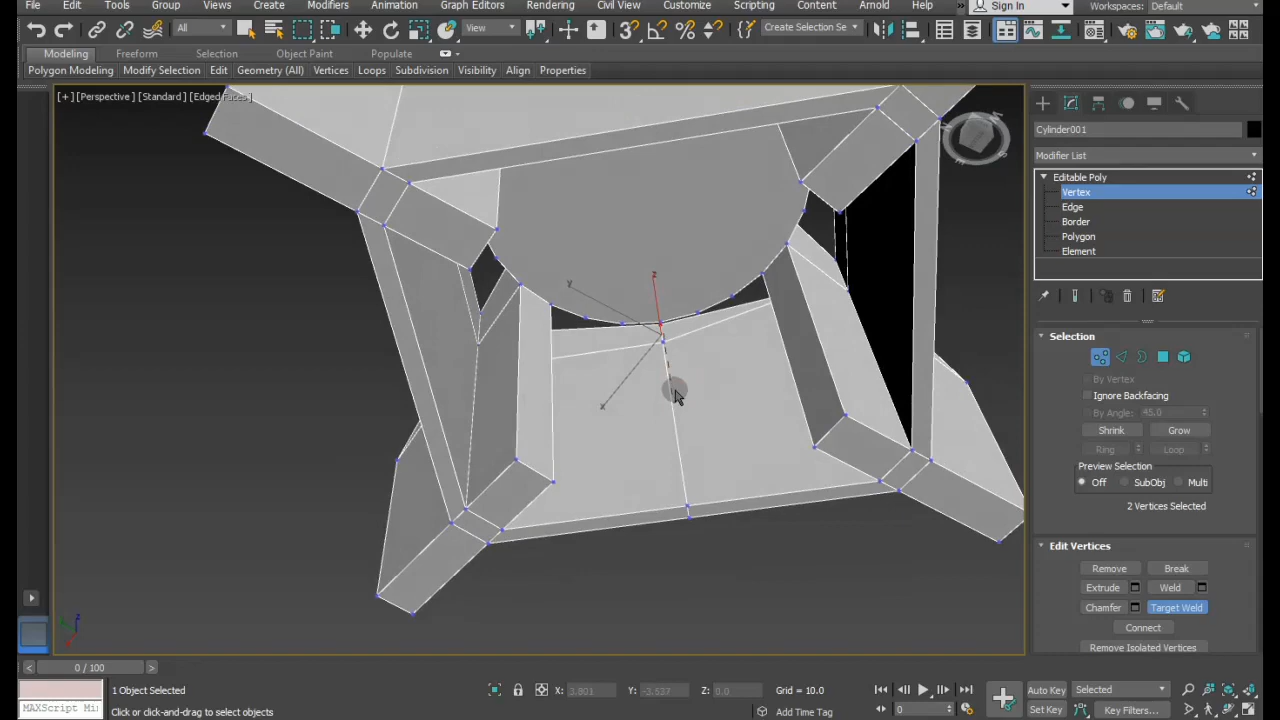 File Edit Tools Group Views Create Modifiers Animation Graph Editors Rendering Civil View Customize Scripting Content Arnold Help » Sign In Workspaces: Default
All View Create Selection Se
Modeling Freeform Selection Object Paint Populate
Polygon Modeling Modify Selection Edit Geometry (All) Vertices Loops Subdivision Visibility Align Properties
[+] [Perspective] [Standard] [Edged Faces]
Cylinder001
Modifier List
Editable Poly
Vertex
Edge
Border
Polygon
Element
z
y
x
Selection
By Vertex
Ignore Backfacing
By Angle: 45.0
Shrink Grow
Ring Loop
Preview Selection
Off SubObj Multi
2 Vertices Selected
Edit Vertices
Remove Break
Extrude Weld
Chamfer Target Weld
Connect
Remove Isolated Vertices
z
< 0 / 100 >
1 Object Selected X: 3.801 Y: -3.537 Z: 0.0 Grid = 10.0 Auto Key Selected
MAXScript Mi Click or click-and-drag to select objects Add Time Tag 0 Set Key Key Filters...